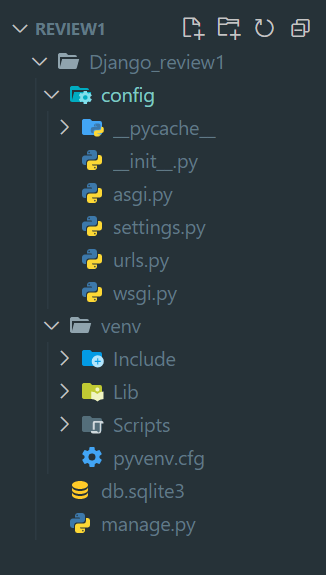 REVIEW1
Django_review1
config
__pycache__
__init__.py
asgi.py
settings.py
urls.py
wsgi.py
venv
Include
Lib
Scripts
pyvenv.cfg
db.sqlite3
manage.py